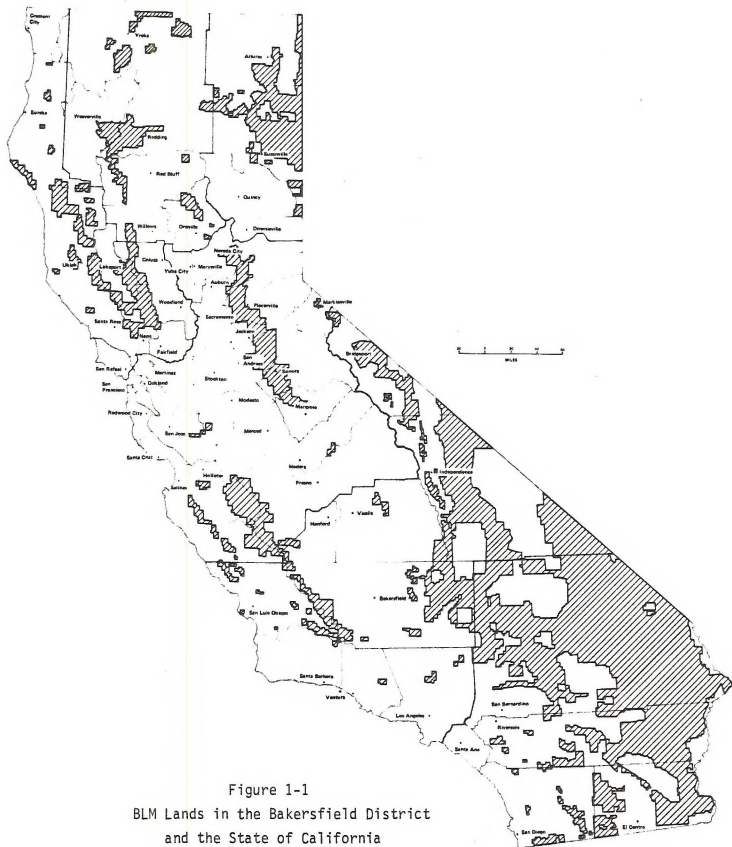 Crescent City
Yreka
Alturas
Eureka
Weaverville
Redding
Susanville
Red Bluff
Quincy
Willows
Oroville
Downieville
Nevada City
Ukiah
Lakeport
Colusa
Yuba City
Marysville
Auburn
Woodland
Placerville
Markleeville
Sacramento
Santa Rosa
Napa
Jackson
Fairfield
San Andreas
Bridgeport
San Rafael
Martinez
Sonora
San Francisco
Oakland
Stockton
Redwood City
Modesto
Mariposa
San Jose
Merced
Santa Cruz
Madera
Independence
Hollister
Fresno
Salinas
Hanford
Visalia
Bakersfield
San Luis Obispo
Santa Barbara
Ventura
San Bernardino
Los Angeles
Riverside
Santa Ana
San Diego
El Centro
MILES
Figure 1-1
BLM Lands in the Bakersfield District
and the State of California